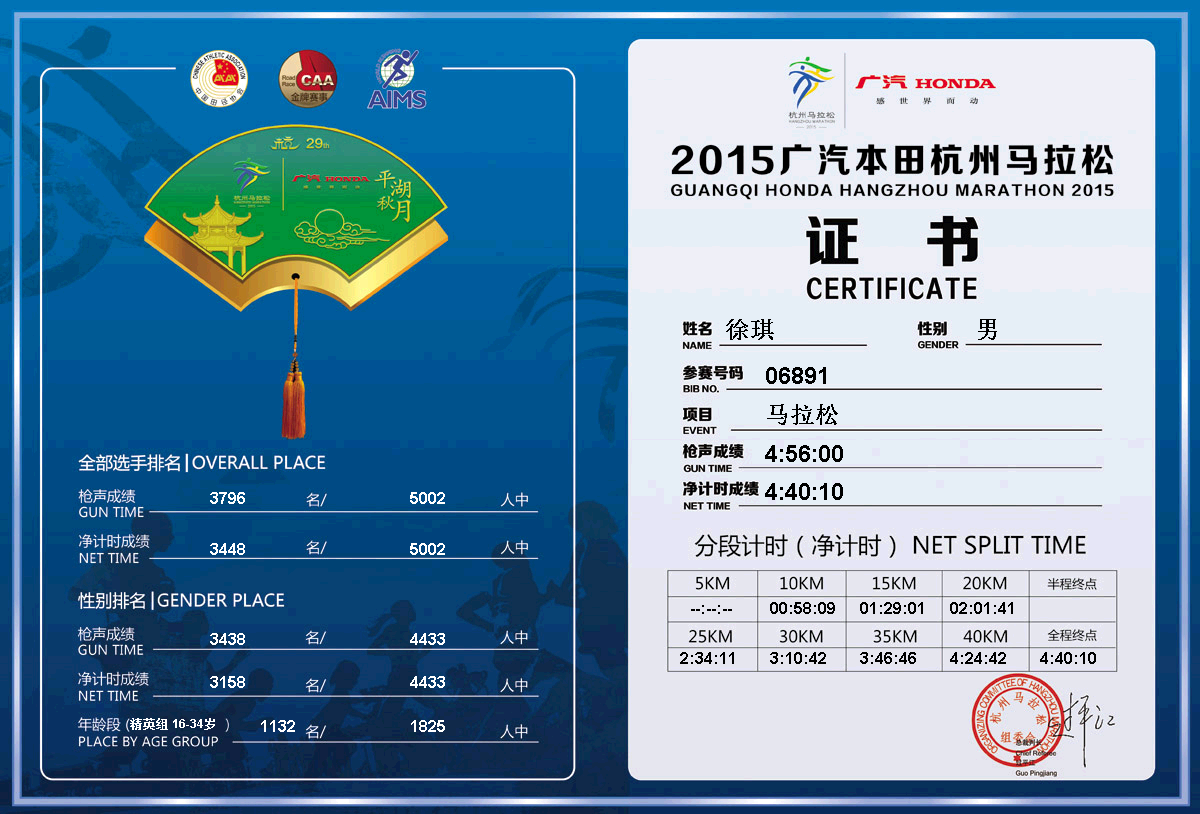 CHINESE ATHLETIC ASSOCIATION
中国田径协会
Road Race CAA
金牌赛事
AIMS
杭 29th
杭州马拉松
广汽 HONDA
平湖秋月
全部选手排名|OVERALL PLACE
枪声成绩 3796 名/ 5002 人中
GUN TIME
净计时成绩 3448 名/ 5002 人中
NET TIME
性别排名|GENDER PLACE
枪声成绩 3438 名/ 4433 人中
GUN TIME
净计时成绩 3158 名/ 4433 人中
NET TIME
年龄段 (精英组 16-34岁 ) 1132 名/ 1825 人中
PLACE BY AGE GROUP
广汽 HONDA
感 世 界 而 动
杭州马拉松
HANGZHOU MARATHON
2015
2015广汽本田杭州马拉松
GUANGQI HONDA HANGZHOU MARATHON 2015
证 书
CERTIFICATE
姓名 徐琪 性别 男
NAME GENDER
参赛号码 06891
BIB NO.
项目 马拉松
EVENT
枪声成绩 4:56:00
GUN TIME
净计时成绩 4:40:10
NET TIME
分段计时（净计时） NET SPLIT TIME
5KM 10KM 15KM 20KM 半程终点
--:--:-- 00:58:09 01:29:01 02:01:41
25KM 30KM 35KM 40KM 全程终点
2:34:11 3:10:42 3:46:46 4:24:42 4:40:10
ORGANIZING COMMITTEE OF HANGZHOU MARATHON
杭州马拉松
组委会
总裁判长
Chief Referee
Guo Pingjiang